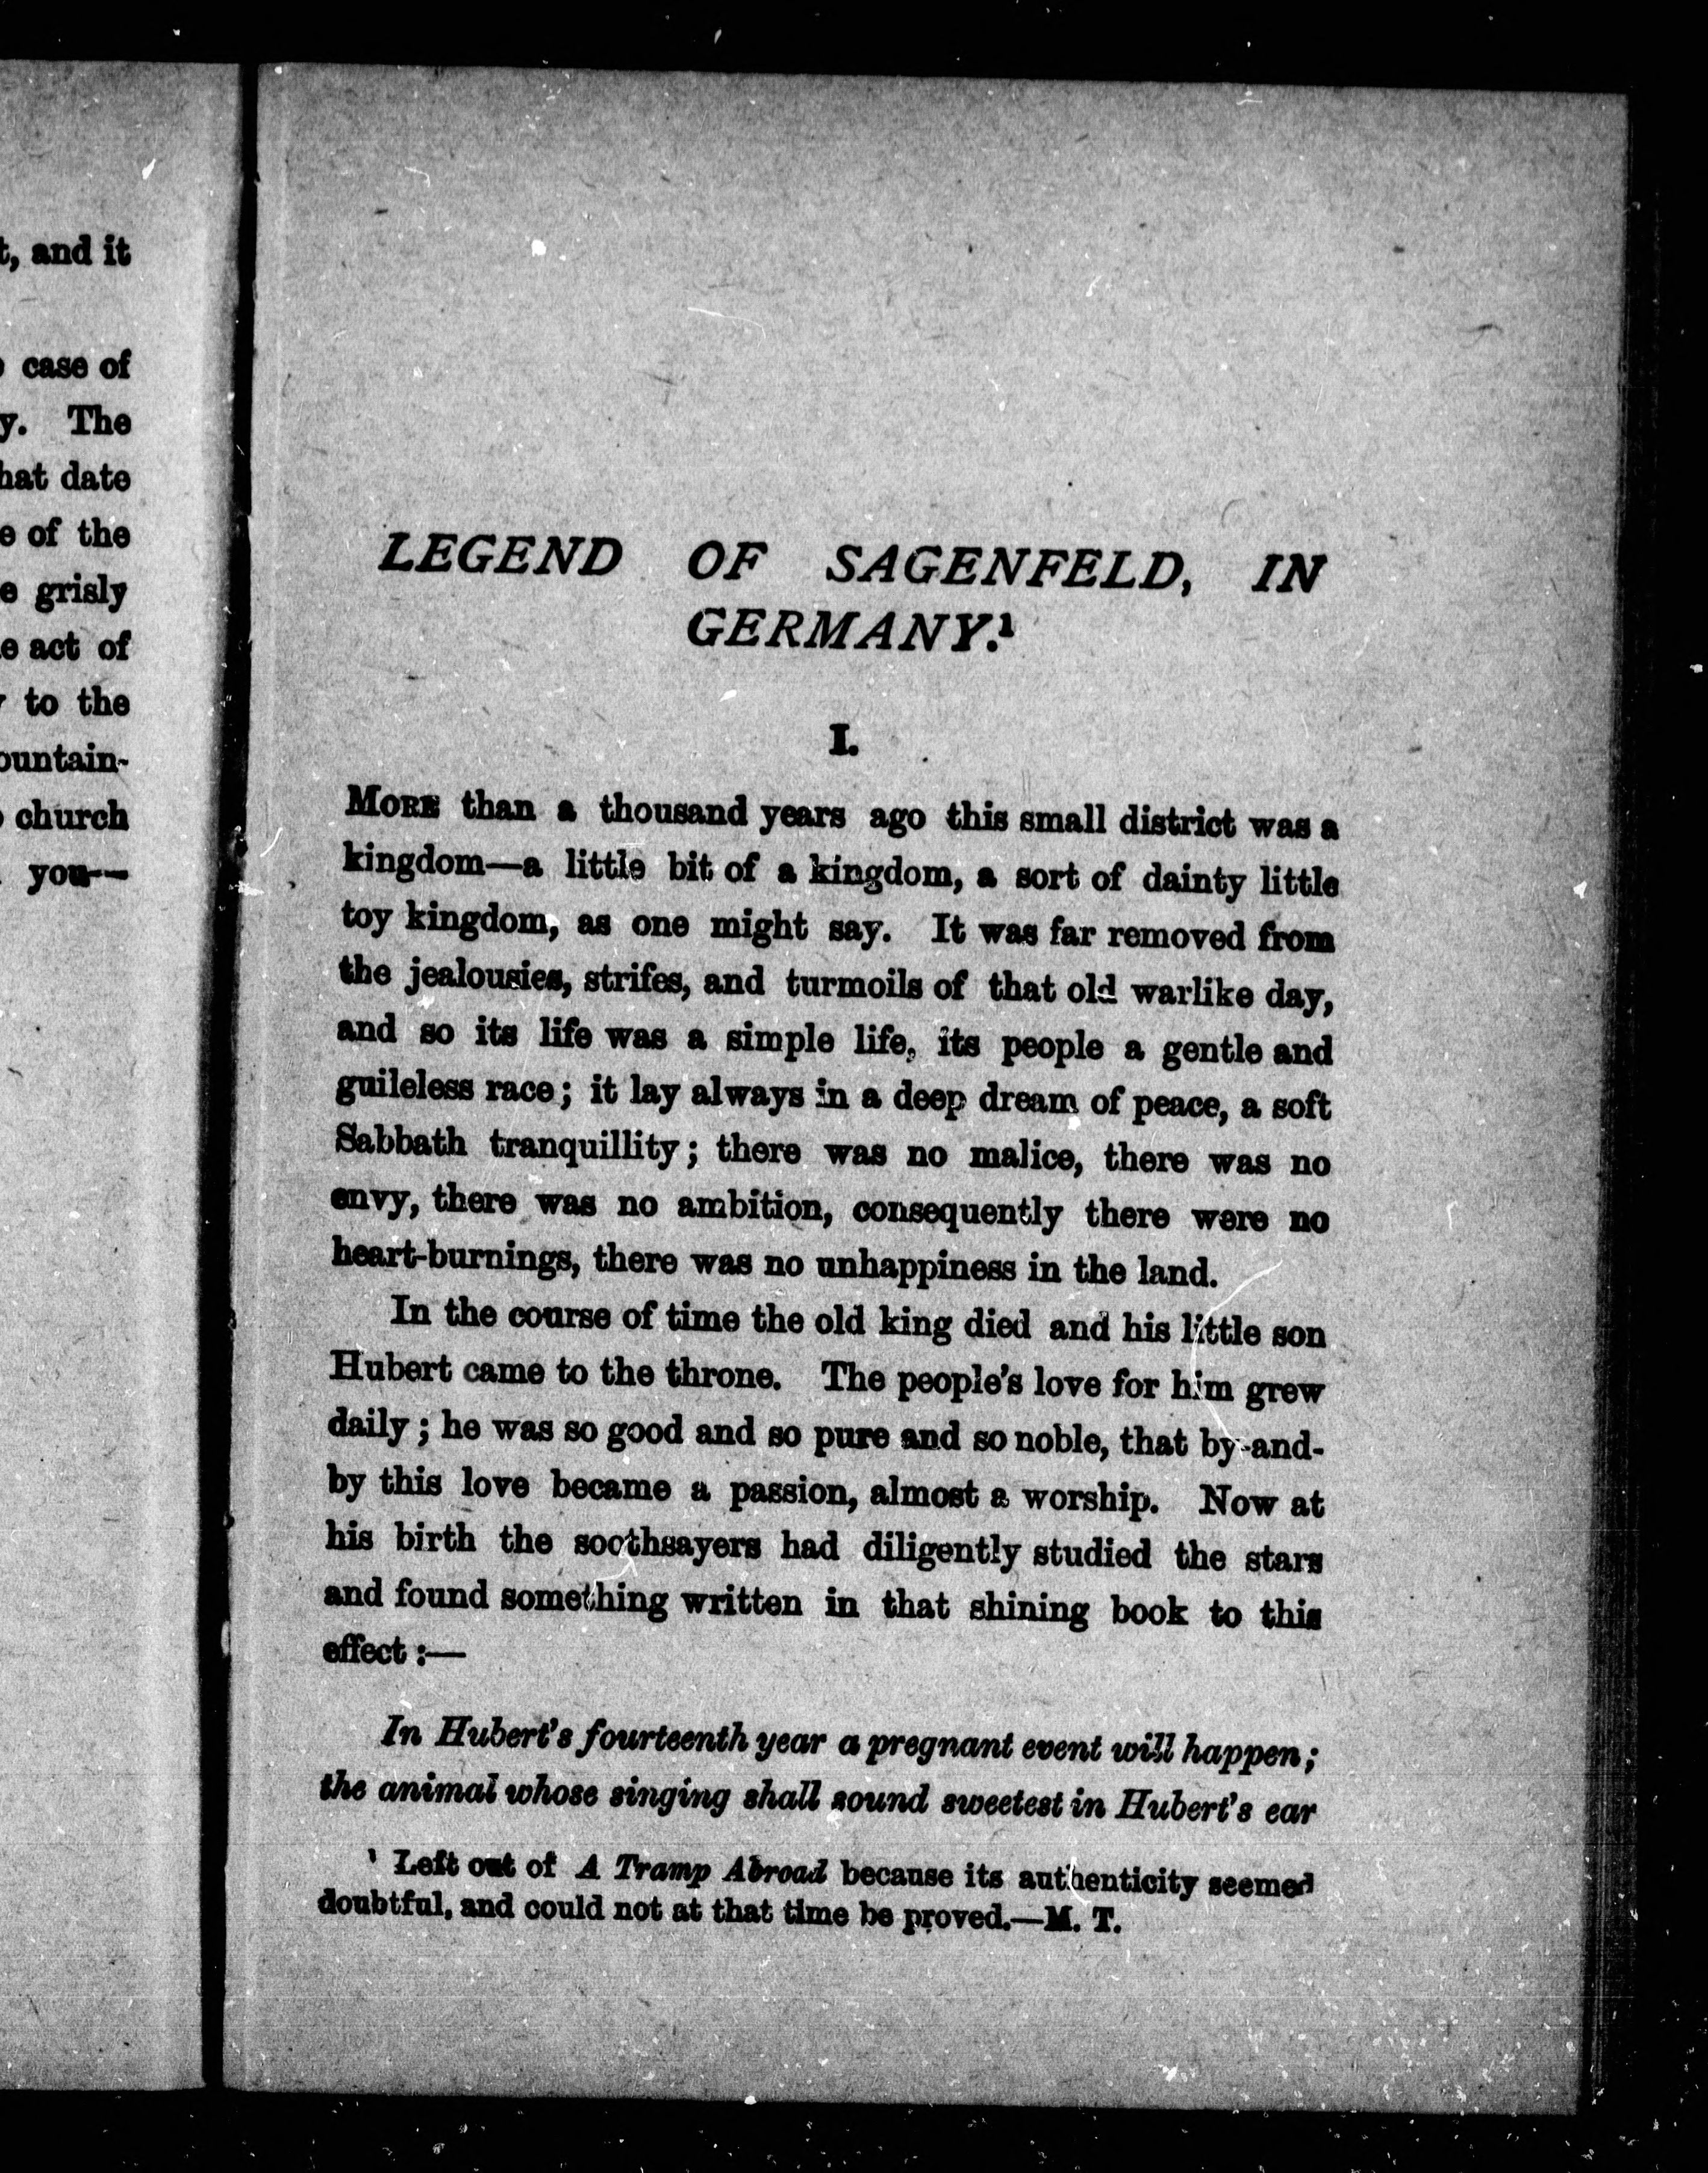 t, and it
case of
y. The
hat date
e of the
e grisly
e act of
to the
ountain-
church
you--
LEGEND OF SAGENFELD, IN
GERMANY.¹
I.
MORE than a thousand years ago this small district was a
kingdom—a little bit of a kingdom, a sort of dainty little
toy kingdom, as one might say. It was far removed from
the jealousies, strifes, and turmoils of that old warlike day,
and so its life was a simple life, its people a gentle and
guileless race; it lay always in a deep dream of peace, a soft
Sabbath tranquillity; there was no malice, there was no
envy, there was no ambition, consequently there were no
heart-burnings, there was no unhappiness in the land.
In the course of time the old king died and his little son
Hubert came to the throne. The people's love for him grew
daily; he was so good and so pure and so noble, that by-and-
by this love became a passion, almost a worship. Now at
his birth the soothsayers had diligently studied the stars
and found something written in that shining book to this
effect:—
In Hubert's fourteenth year a pregnant event will happen;
the animal whose singing shall sound sweetest in Hubert's ear
¹ Left out of A Tramp Abroad because its authenticity seemed
doubtful, and could not at that time be proved.—M. T.